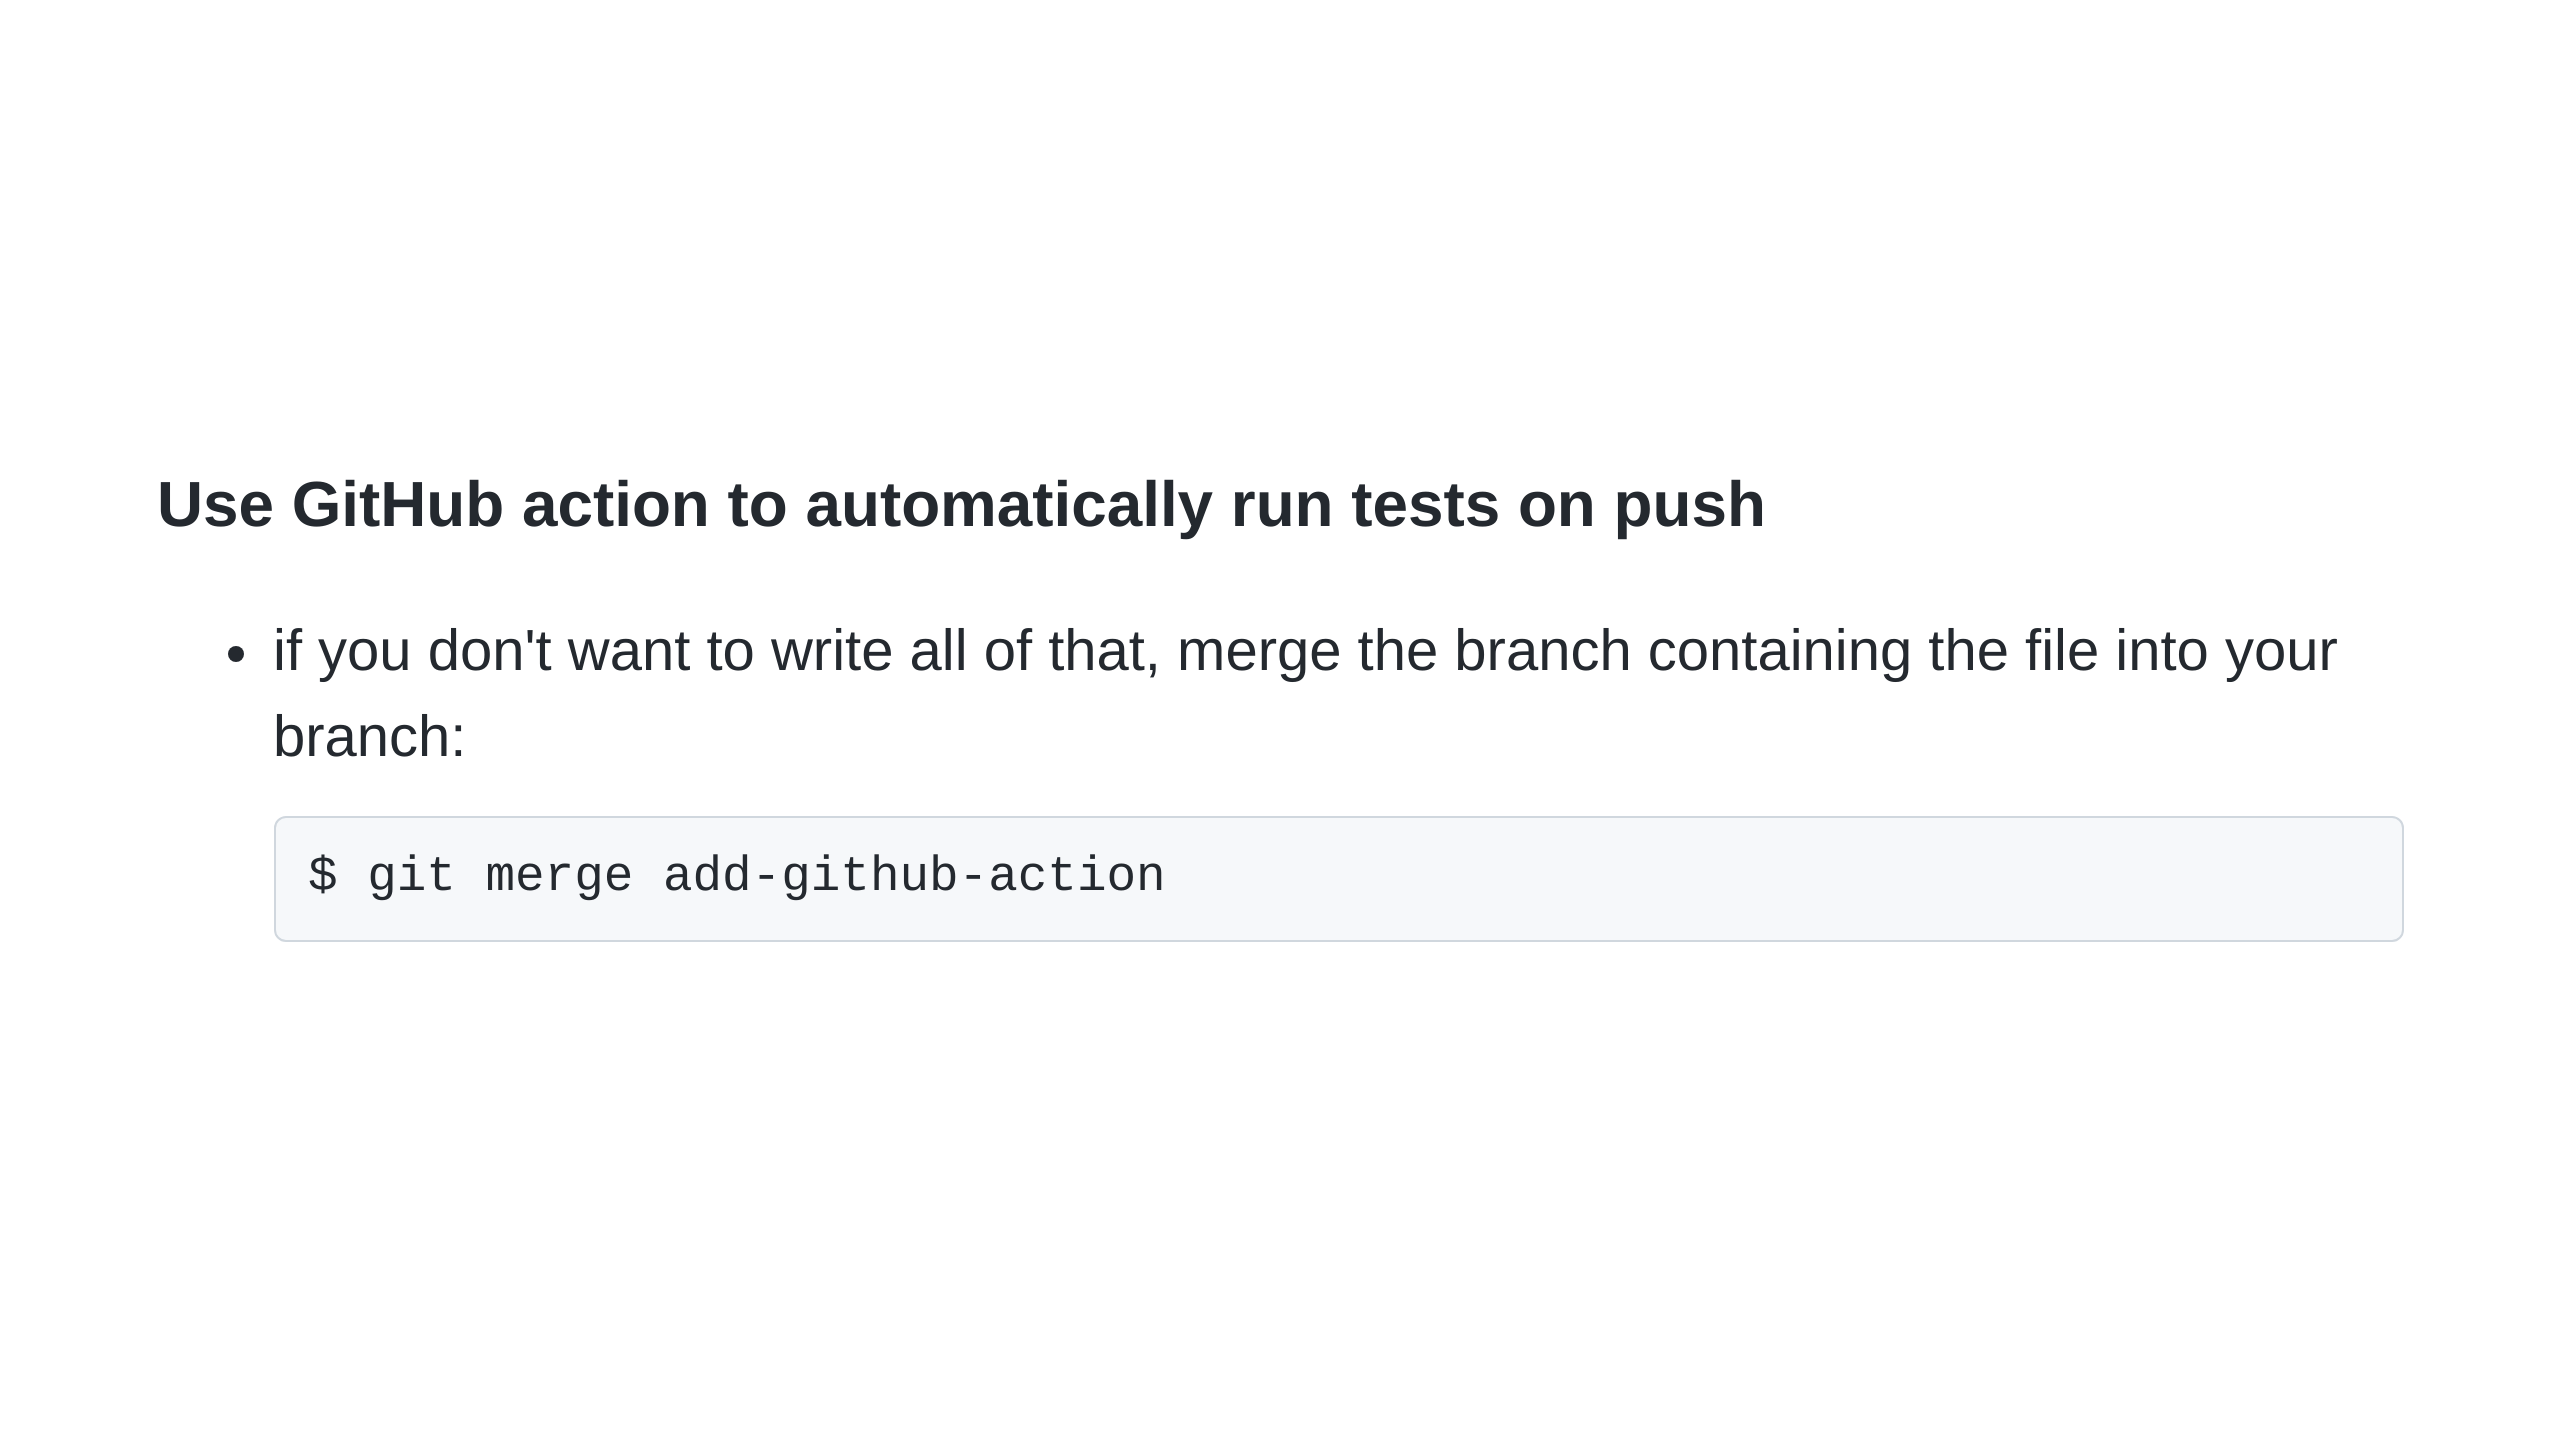 Use GitHub action to automatically run tests on push
• if you don't want to write all of that, merge the branch containing the file into your
branch:
$ git merge add-github-action